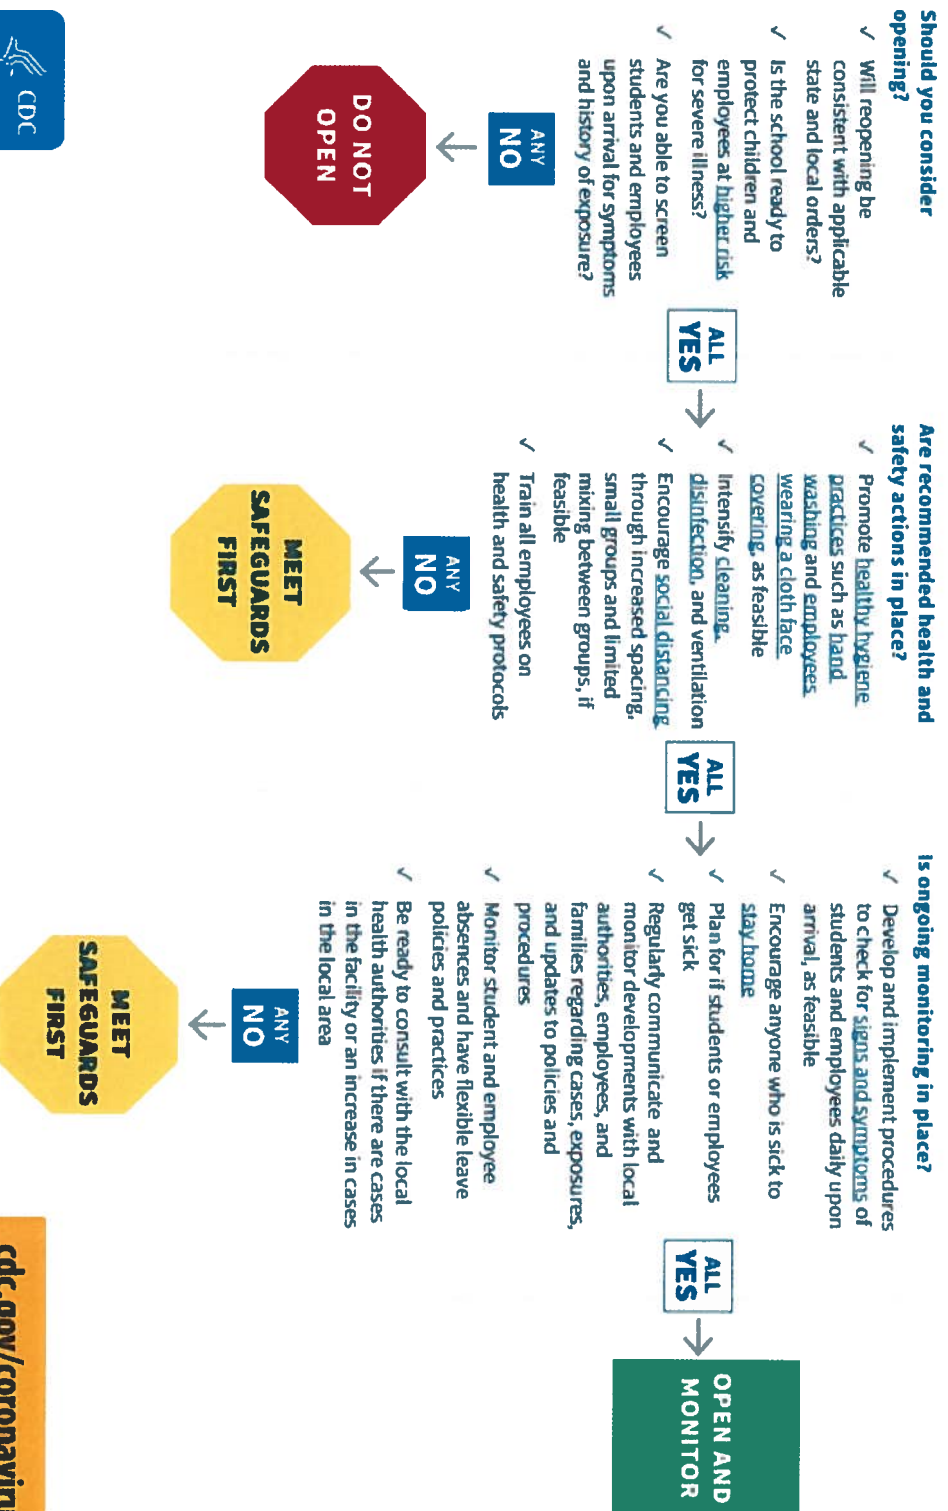 Should you consider
opening?
✓ Will reopening be
consistent with applicable
state and local orders?
✓ Is the school ready to
protect children and
employees at higher risk
for severe illness?
✓ Are you able to screen
students and employees
upon arrival for symptoms
and history of exposure?
ANY
NO
DO NOT
OPEN
ALL
YES
Are recommended health and
safety actions in place?
✓ Promote healthy hygiene
practices such as hand
washing and employees
wearing a cloth face
covering, as feasible
✓ Intensify cleaning,
disinfection, and ventilation
✓ Encourage social distancing
through increased spacing,
small groups and limited
mixing between groups, if
feasible
✓ Train all employees on
health and safety protocols
ANY
NO
MEET
SAFEGUARDS
FIRST
ALL
YES
Is ongoing monitoring in place?
✓ Develop and implement procedures
to check for signs and symptoms of
students and employees daily upon
arrival, as feasible
✓ Encourage anyone who is sick to
stay home
✓ Plan for if students or employees
get sick
✓ Regularly communicate and
monitor developments with local
authorities, employees, and
families regarding cases, exposures,
and updates to policies and
procedures
✓ Monitor student and employee
absences and have flexible leave
policies and practices
✓ Be ready to consult with the local
health authorities if there are cases
in the facility or an increase in cases
in the local area
ANY
NO
MEET
SAFEGUARDS
FIRST
ALL
YES
OPEN AND
MONITOR
CDC
cdc.gov/coronavirus